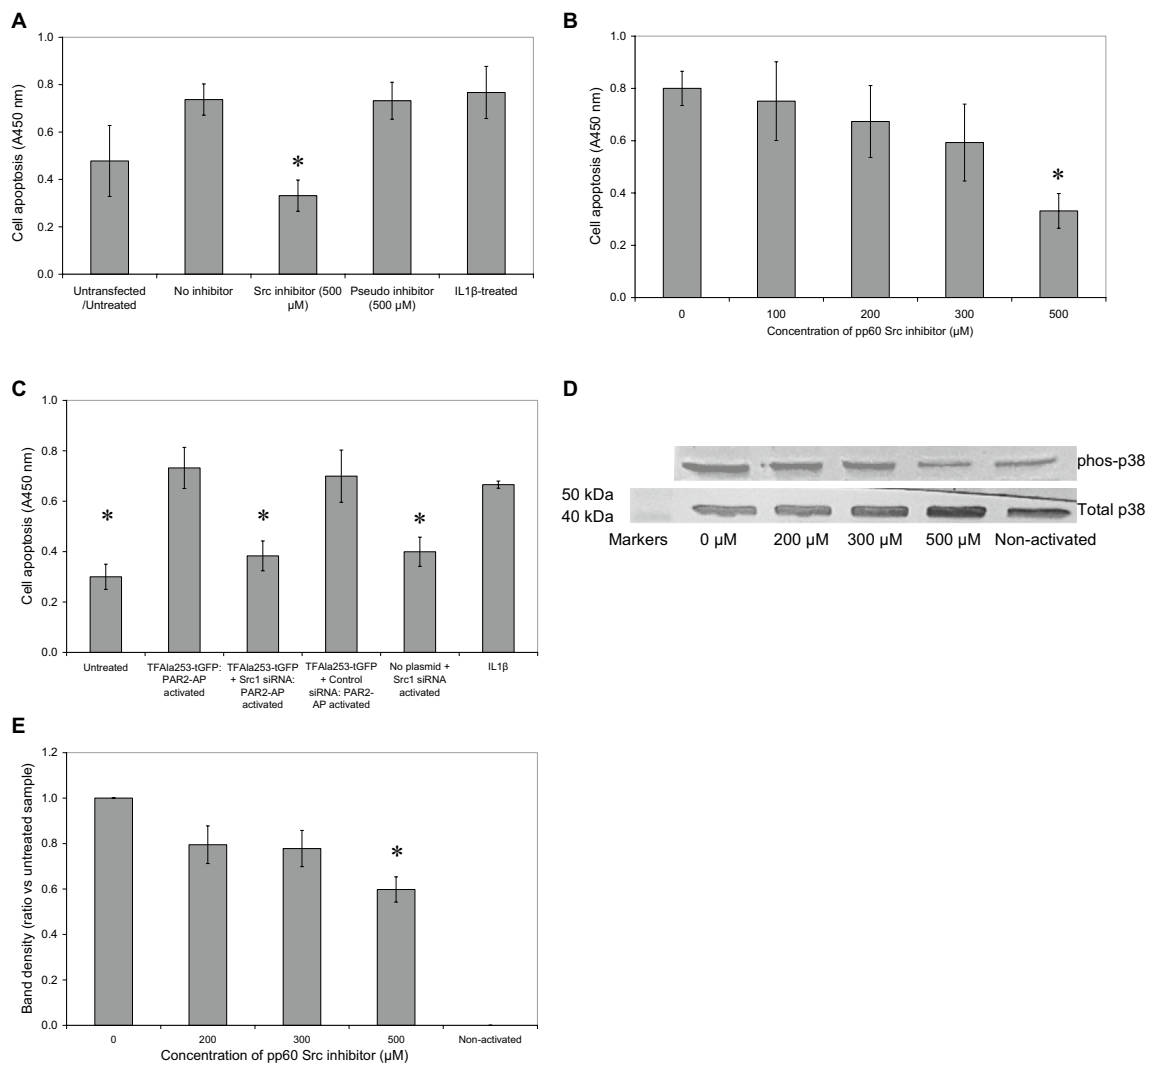 A
Cell apoptosis (A450 nm)
1.0
0.8
0.6
0.4
0.2
0.0
*
Untransfected
/Untreated
No inhibitor
Src inhibitor (500
µM)
Pseudo inhibitor
(500 µM)
IL1β-treated
B
Cell apoptosis (A450 nm)
1.0
0.8
0.6
0.4
0.2
0.0
*
0 100 200 300 500
Concentration of pp60 Src inhibitor (µM)
C
Cell apoptosis (A450 nm)
1.0
0.8
0.6
0.4
0.2
0.0
* * *
Untreated
TFAla253-tGFP:
PAR2-AP
activated
TFAla253-tGFP
+ Src1 siRNA:
PAR2-AP
activated
TFAla253-tGFP
+ Control
siRNA: PAR2-
AP activated
No plasmid +
Src1 siRNA
activated
IL1β
D
phos-p38
50 kDa
40 kDa
Total p38
Markers 0 µM 200 µM 300 µM 500 µM Non-activated
E
Band density (ratio vs untreated sample)
1.2
1.0
0.8
0.6
0.4
0.2
0.0
*
0 200 300 500 Non-activated
Concentration of pp60 Src inhibitor (µM)